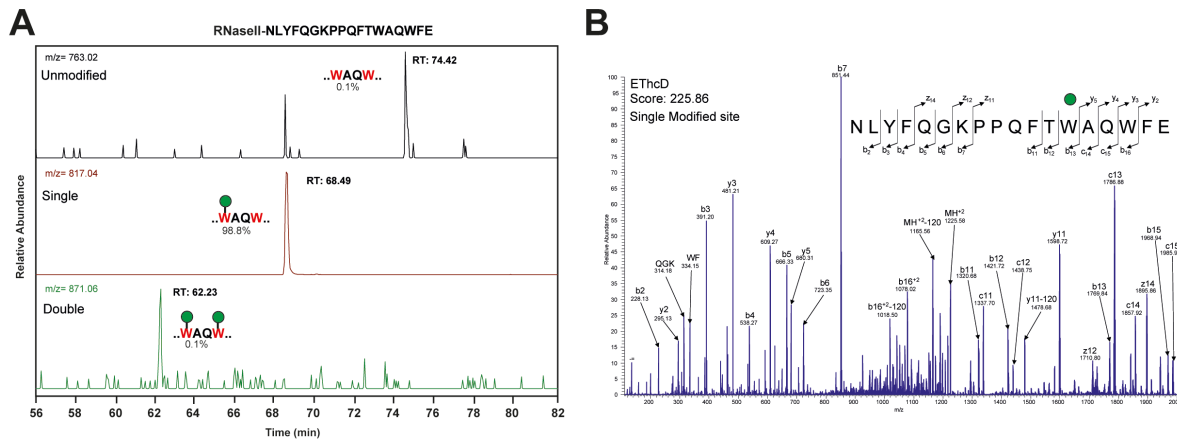 A
RNaseII-NLYFQGKPPQFTWAQWFE
m/z= 763.02
Unmodified
..WAQW..
0.1%
RT: 74.42
m/z= 817.04
Single
..WAQW..
98.8%
RT: 68.49
m/z= 871.06
Double
..WAQW..
0.1%
RT: 62.23
Relative Abundance
56 58 60 62 64 66 68 70 72 74 76 78 80 82
Time (min)
B
EThcD
Score: 225.86
Single Modified site
z14 z12 z11 y5 y4 y3 y2
NLYFQGKPPQFTWAQWFE
b2 b3 b4 b5 b6 b7 b11 b12 b13 c14 c15 b16
b2
228.13
y2
295.13
QGK
314.18
WF
334.15
b3
391.20
y3
481.21
b4
538.27
y4
609.27
b5
666.33
y5
680.31
b6
723.35
b7
851.44
b16+2-120
1018.50
b16+2
1078.02
MH+2-120
1165.56
MH+2
1225.58
b11
1320.68
c11
1337.70
b12
1421.72
c12
1438.75
y11-120
1478.68
y11
1598.72
z12
1710.80
b13
1769.84
c13
1786.88
c14
1857.92
z14
1895.86
b15
1968.94
c15
1985.9
Relative Abundance
100
95
90
85
80
75
70
65
60
55
50
45
40
35
30
25
20
15
10
5
0
200 300 400 500 600 700 800 900 1000 1100 1200 1300 1400 1500 1600 1700 1800 1900
m/z